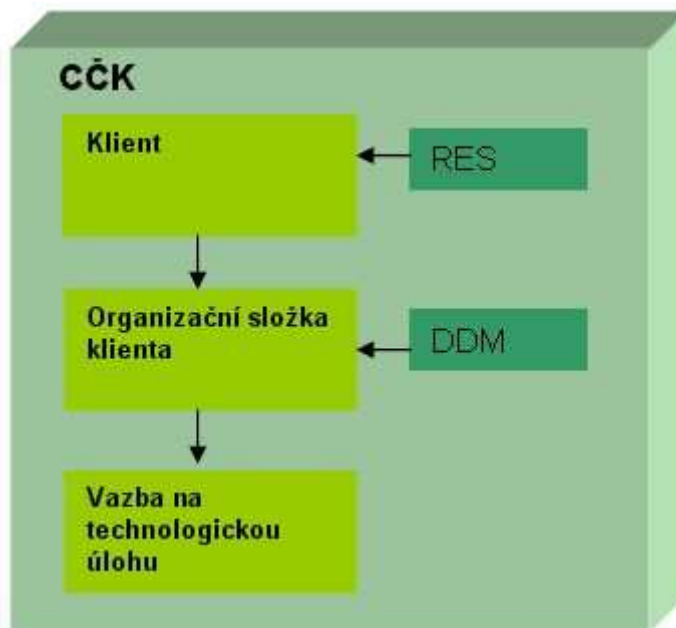 CČK
Klient
RES
Organizační složka
klienta
DDM
Vazba na
technologickou
úlohu